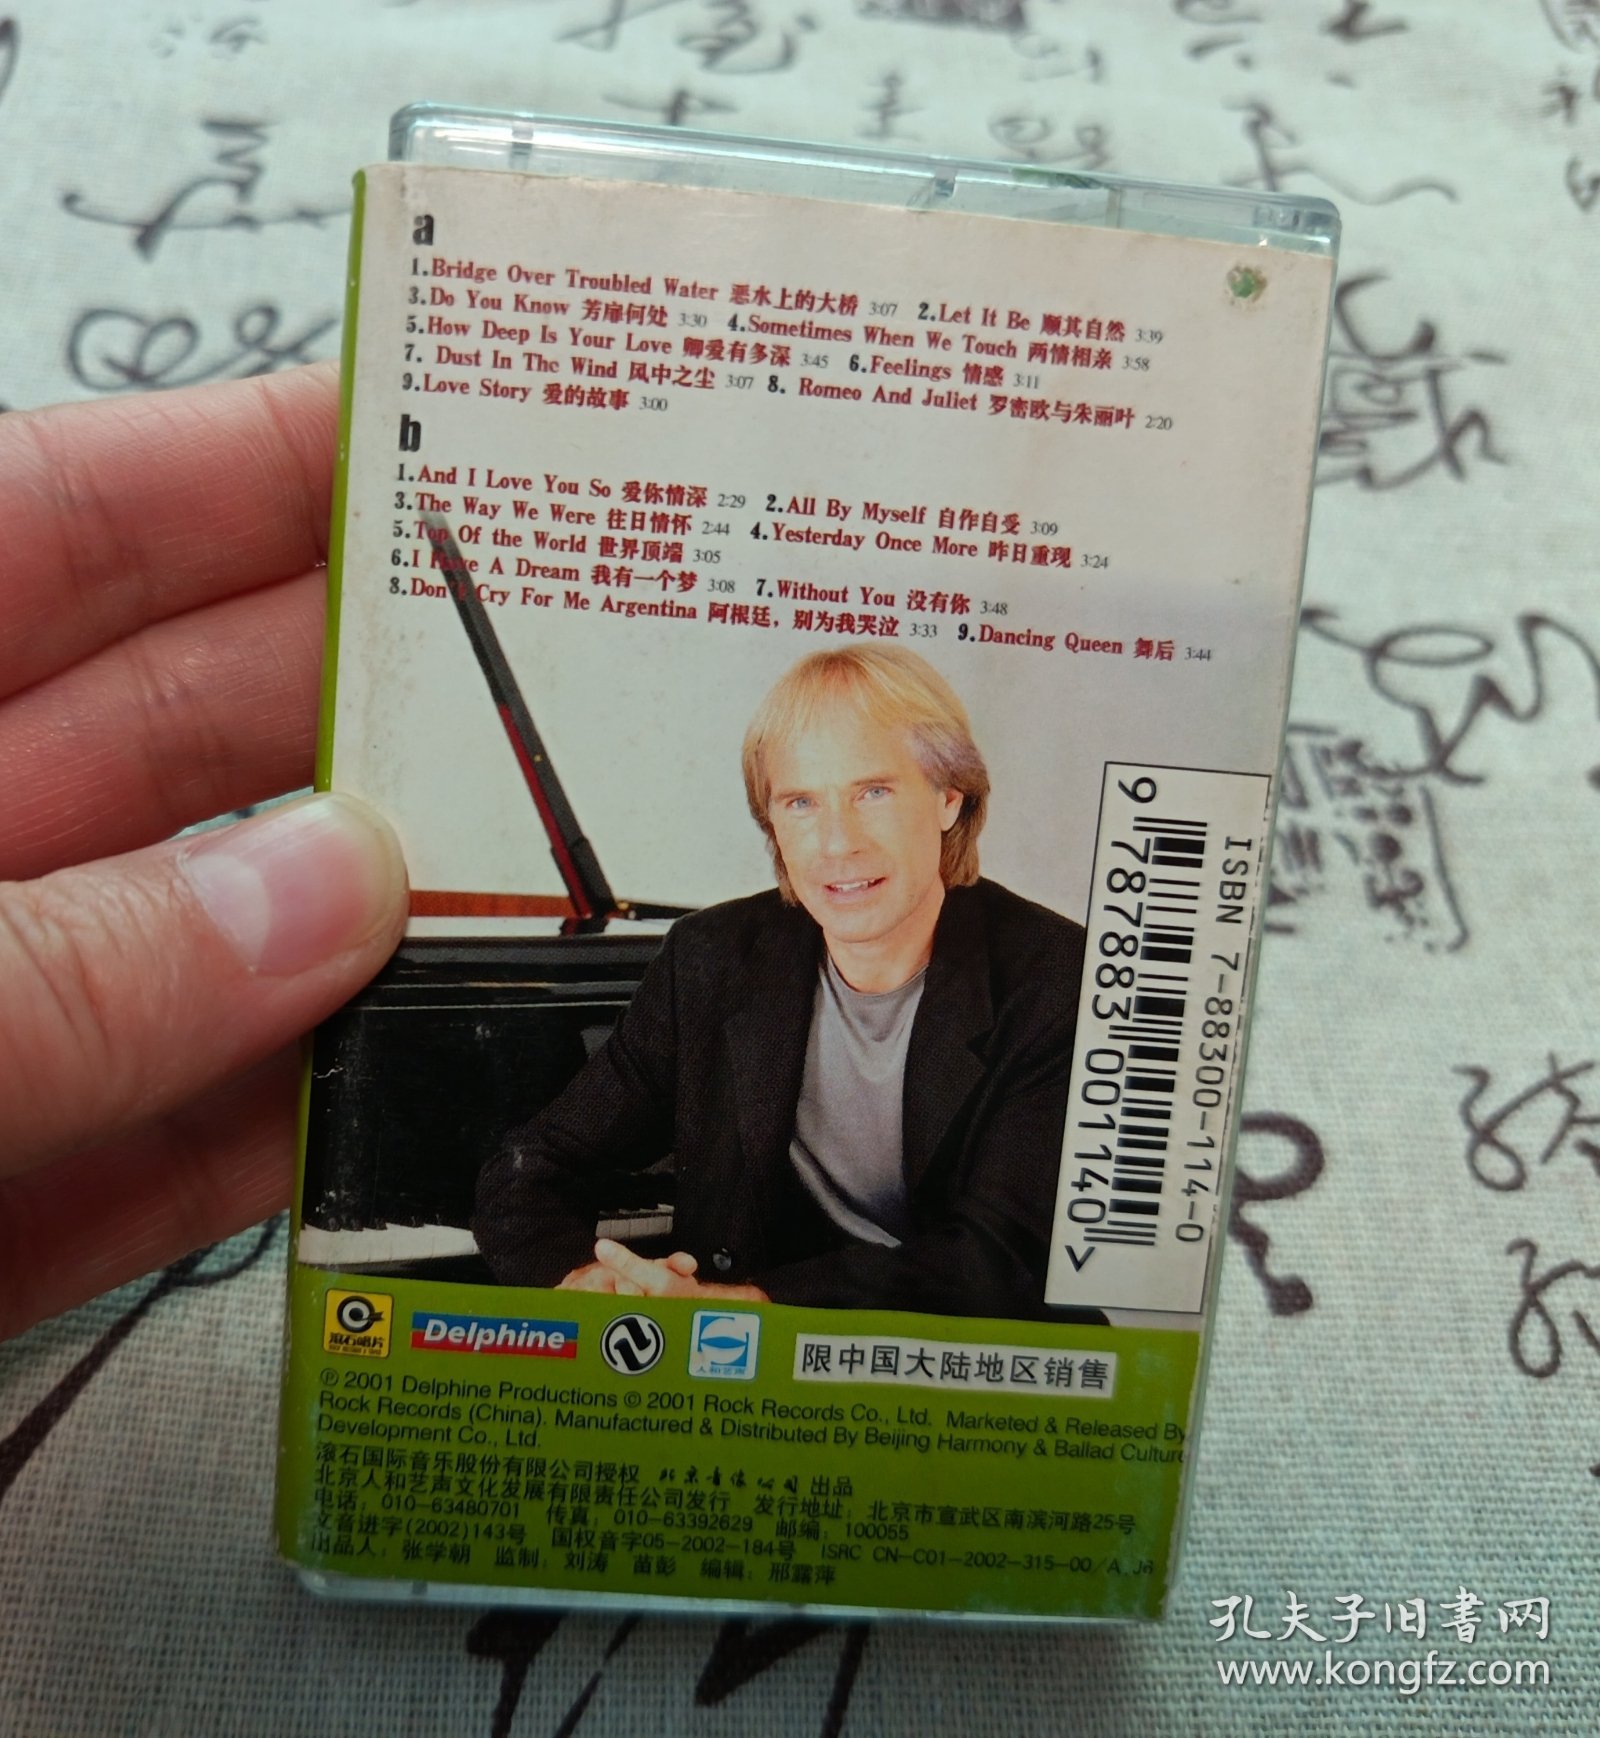 a
1.Bridge Over Troubled Water 恶水上的大桥 3:07 2.Let It Be 顺其自然 3:39
3.Do You Know 芳扉何处 3:30 4.Sometimes When We Touch 两情相亲 3:58
5.How Deep Is Your Love 卿爱有多深 3:45 6.Feelings 情惑 3:11
7. Dust In The Wind 风中之尘 3:07 8. Romeo And Juliet 罗密欧与朱丽叶 2:20
9.Love Story 爱的故事 3:00
b
1.And I Love You So 爱你情深 2:29 2.All By Myself 自作自受 3:09
3.The Way We Were 往日情怀 2:44 4.Yesterday Once More 昨日重现 3:24
5.Top Of the World 世界顶端 3:05
6.I Have A Dream 我有一个梦 3:08 7.Without You 没有你 3:48
8.Don't Cry For Me Argentina 阿根廷，别为我哭泣 3:33 9.Dancing Queen 舞后 3:44
ISBN 7-88300-114-0
9 787883 001140 >
滚石唱片
Delphine
人和艺声
限中国大陆地区销售
℗ 2001 Delphine Productions © 2001 Rock Records Co., Ltd. Marketed & Released By
Rock Records (China). Manufactured & Distributed By Beijing Harmony & Ballad Culture
Development Co., Ltd.
滚石国际音乐股份有限公司授权 北京音像公司 出品
北京人和艺声文化发展有限责任公司发行 发行地址：北京市宣武区南滨河路25号
电话：010-63480701 传真：010-63392629 邮编：100055
文音进字(2002)143号 国权音字05-2002-184号 ISRC CN-C01-2002-315-00/A.J6
出品人：张学朝 监制：刘涛 苗彭 编辑：邢露萍
孔夫子旧书网
www.kongfz.com